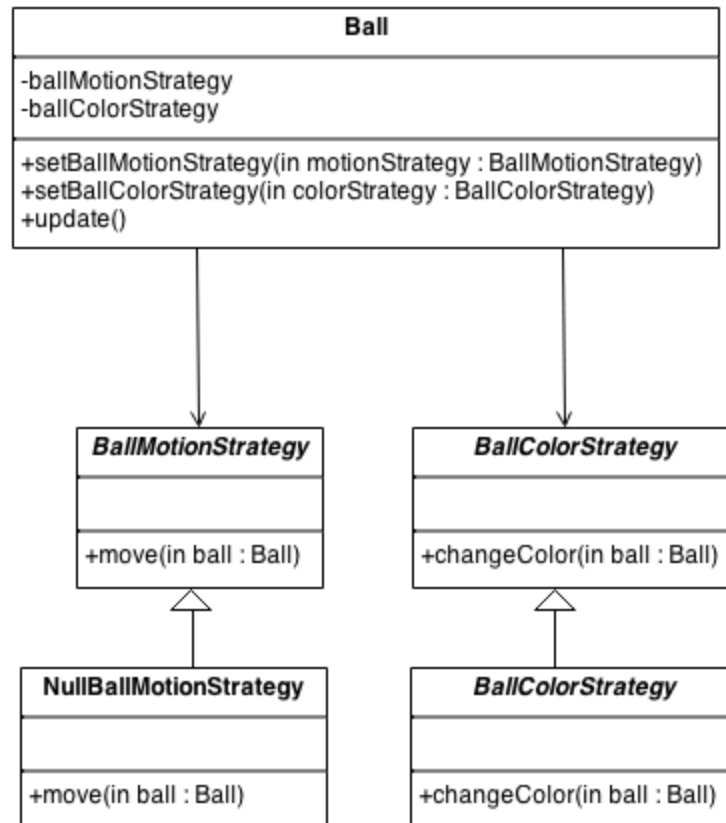 Ball
-ballMotionStrategy
-ballColorStrategy
+setBallMotionStrategy(in motionStrategy : BallMotionStrategy)
+setBallColorStrategy(in colorStrategy : BallColorStrategy)
+update()
BallMotionStrategy
+move(in ball : Ball)
BallColorStrategy
+changeColor(in ball : Ball)
NullBallMotionStrategy
+move(in ball : Ball)
BallColorStrategy
+changeColor(in ball : Ball)